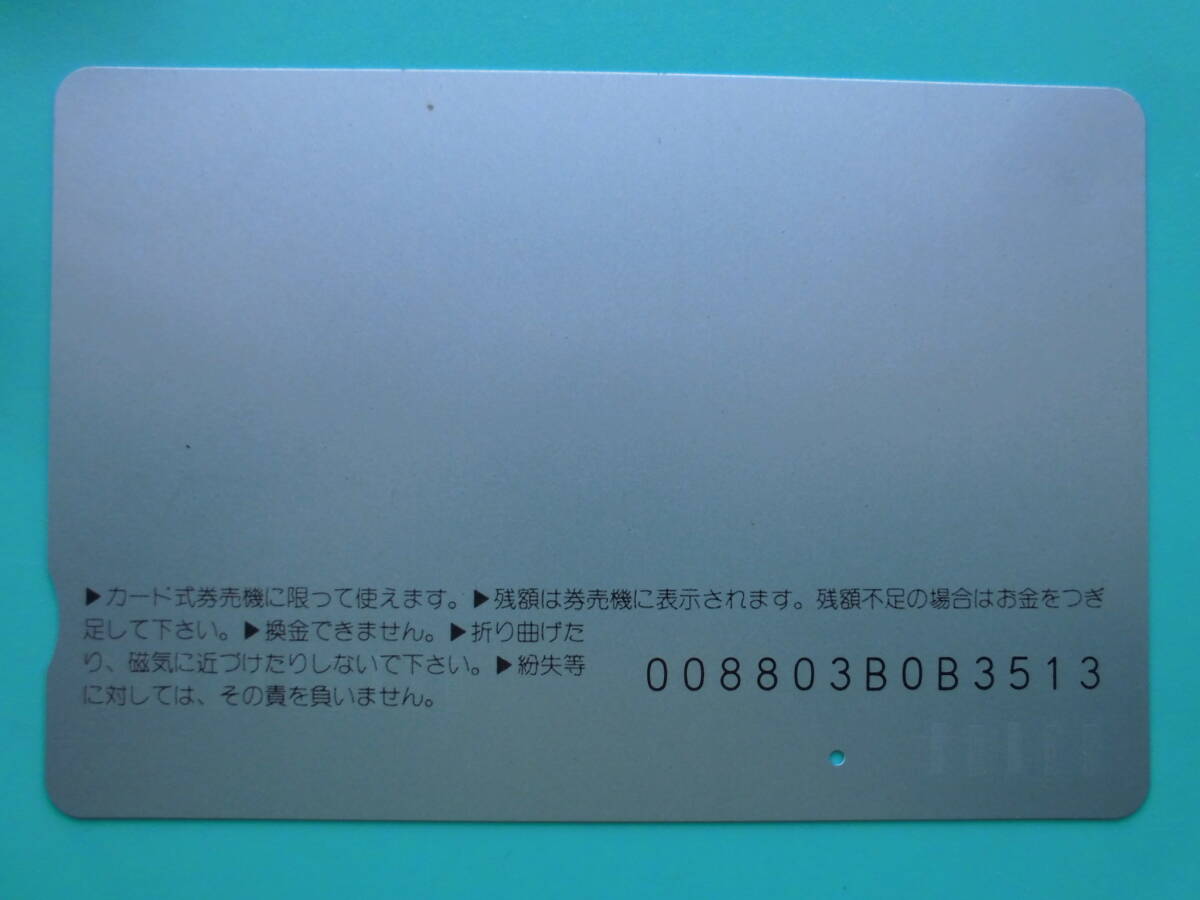 ▶カード式券売機に限って使えます。▶残額は券売機に表示されます。残額不足の場合はお金をつぎ
足して下さい。▶換金できません。▶折り曲げた
り、磁気に近づけたりしないで下さい。▶紛失等
に対しては、その責を負いません。
008803B0B3513